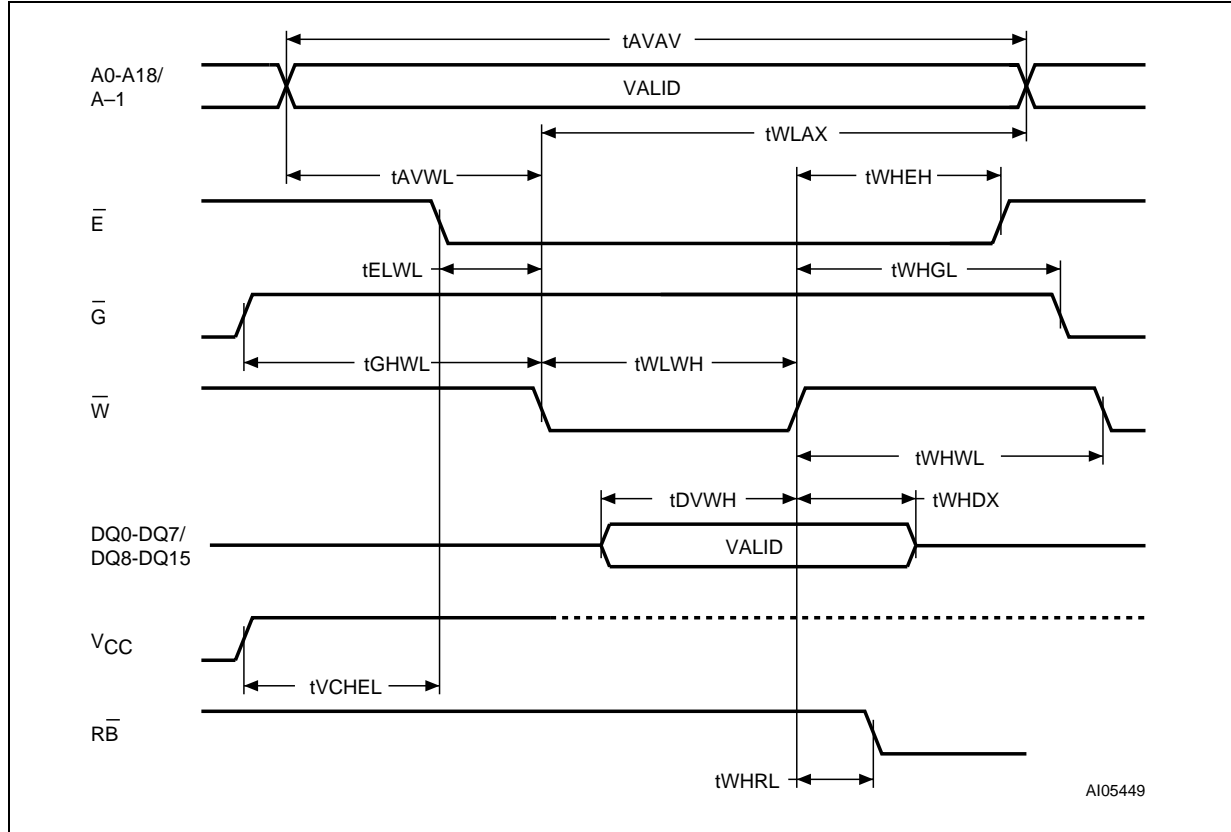 tAVAV
A0-A18/
A–1
VALID
tWLAX
tAVWL
tWHEH
E̅
tELWL
tWHGL
G̅
tGHWL
tWLWH
W̅
tWHWL
tDVWH
tWHDX
DQ0-DQ7/
DQ8-DQ15
VALID
VCC
tVCHEL
RB̅
tWHRL
AI05449